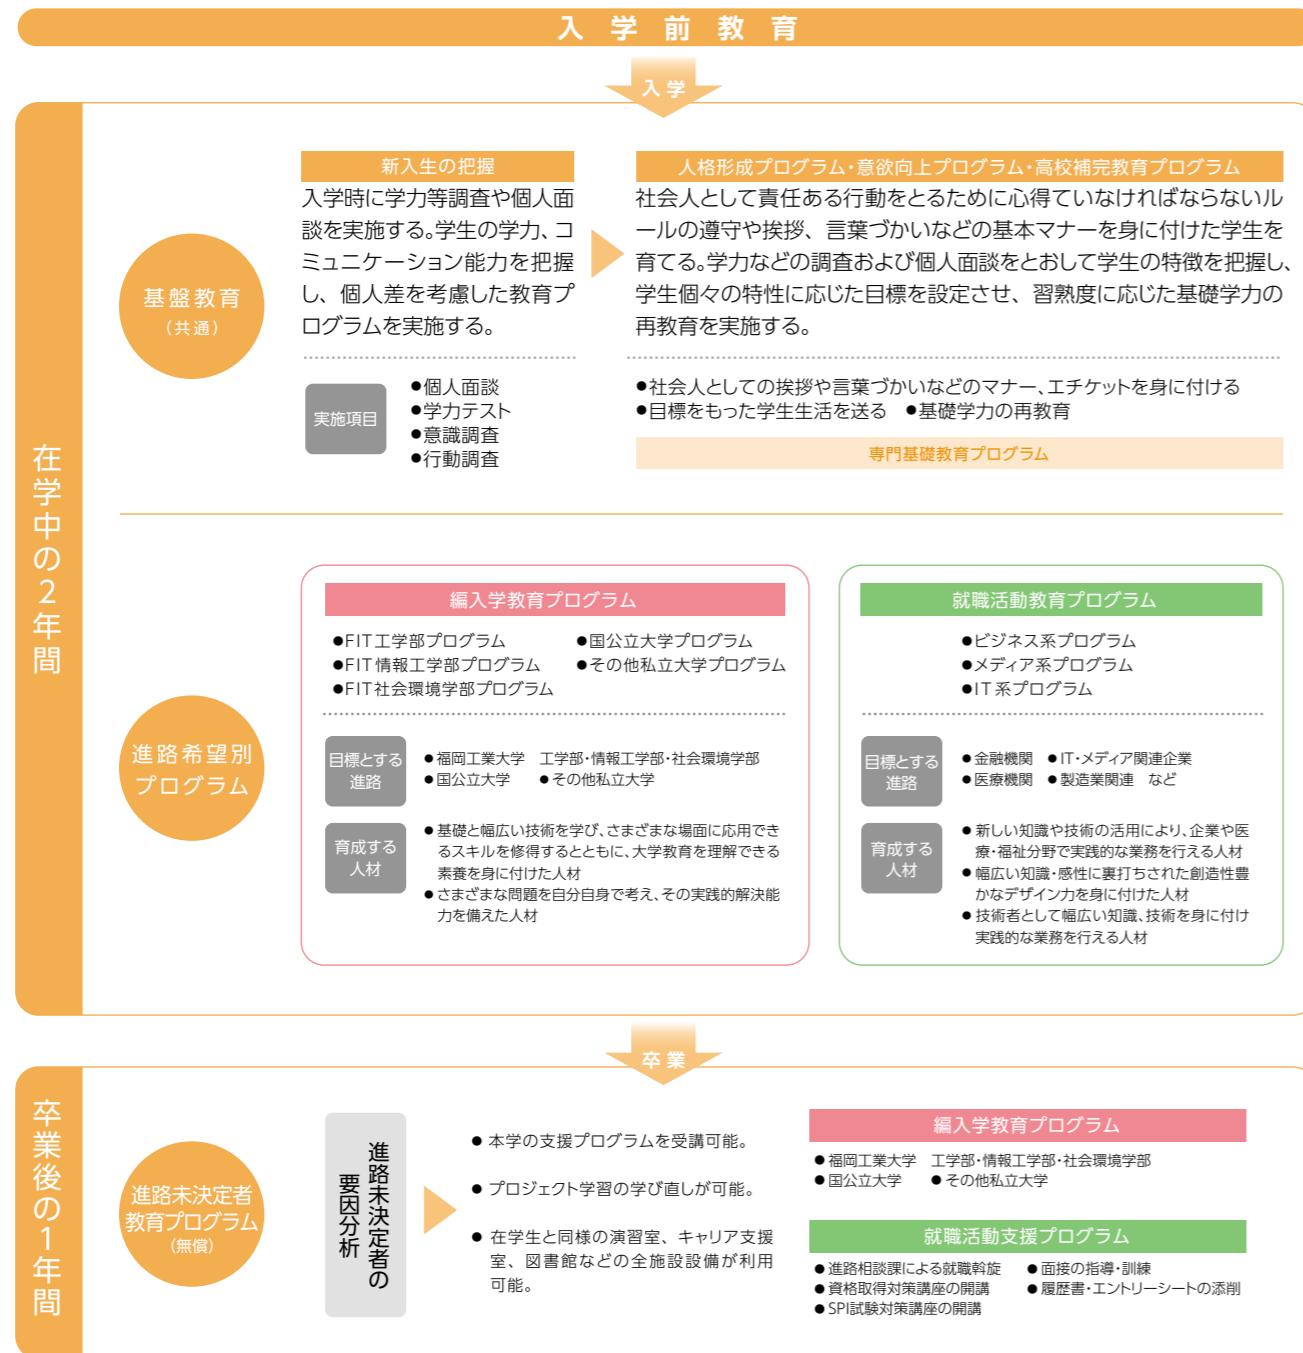 入学前教育
入学
在学中の2年間
基盤教育
(共通)
新入生の把握
入学時に学力等調査や個人面
談を実施する。学生の学力、コ
ミュニケーション能力を把握
し、個人差を考慮した教育プ
ログラムを実施する。
実施項目
●個人面談
●学力テスト
●意識調査
●行動調査
人格形成プログラム・意欲向上プログラム・高校補完教育プログラム
社会人として責任ある行動をとるために心得ていなければならないル
ールの遵守や挨拶、言葉づかいなどの基本マナーを身に付けた学生を
育てる。学力などの調査および個人面談をとおして学生の特徴を把握し、
学生個々の特性に応じた目標を設定させ、習熟度に応じた基礎学力の
再教育を実施する。
●社会人としての挨拶や言葉づかいなどのマナー、エチケットを身に付ける
●目標をもった学生生活を送る ●基礎学力の再教育
専門基礎教育プログラム
進路希望別
プログラム
編入学教育プログラム
●FIT工学部プログラム ●国公立大学プログラム
●FIT情報工学部プログラム ●その他私立大学プログラム
●FIT社会環境学部プログラム
目標とする
進路
●福岡工業大学 工学部・情報工学部・社会環境学部
●国公立大学 ●その他私立大学
育成する
人材
●基礎と幅広い技術を学び、さまざまな場面に応用でき
るスキルを修得するとともに、大学教育を理解できる
素養を身に付けた人材
●さまざまな問題を自分自身で考え、その実践的解決能
力を備えた人材
就職活動教育プログラム
●ビジネス系プログラム
●メディア系プログラム
●IT系プログラム
目標とする
進路
●金融機関 ●IT・メディア関連企業
●医療機関 ●製造業関連 など
育成する
人材
●新しい知識や技術の活用により、企業や医
療・福祉分野で実践的な業務を行える人材
●幅広い知識・感性に裏打ちされた創造性豊
かなデザイン力を身に付けた人材
●技術者として幅広い知識、技術を身に付け
実践的な業務を行える人材
卒業
卒業後の1年間
進路未決定者
教育プログラム
(無償)
進路未決定者の
要因分析
●本学の支援プログラムを受講可能。
●プロジェクト学習の学び直しが可能。
●在学生と同様の演習室、キャリア支援
室、図書館などの全施設設備が利用
可能。
編入学教育プログラム
●福岡工業大学 工学部・情報工学部・社会環境学部
●国公立大学 ●その他私立大学
就職活動支援プログラム
●進路相談課による就職斡旋 ●面接の指導・訓練
●資格取得対策講座の開講 ●履歴書・エントリーシートの添削
●SPI試験対策講座の開講